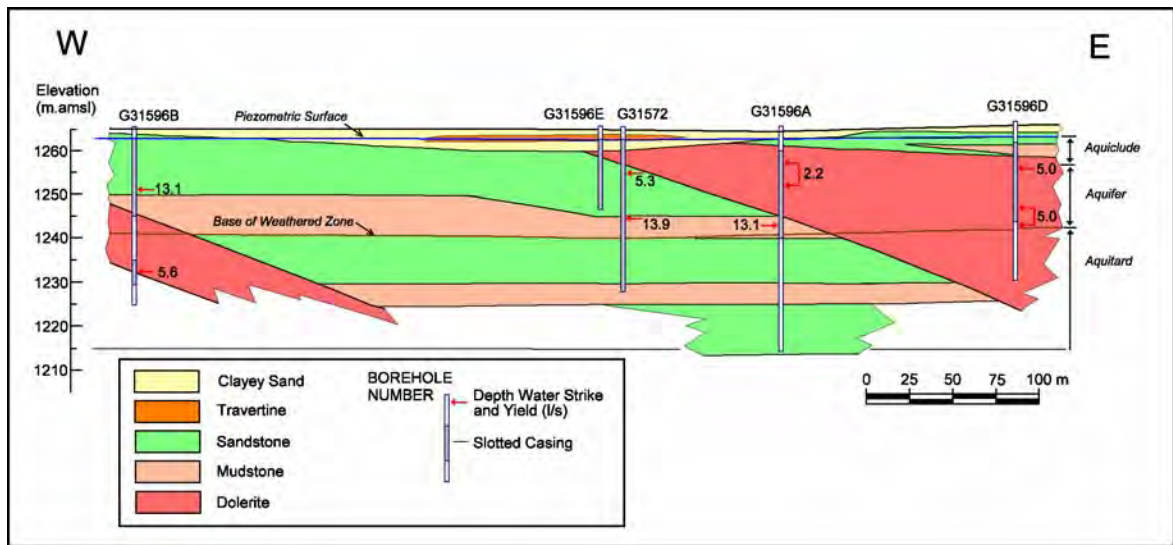 W
E
Elevation
(m.amsl)
G31596B
Piezometric Surface
G31596E
G31572
G31596A
G31596D
1260
1250
1240
1230
1220
1210
13.1
5.6
Base of Weathered Zone
5.3
13.9
2.2
13.1
5.0
5.0
Aquiclude
Aquifer
Aquitard
Clayey Sand
Travertine
Sandstone
Mudstone
Dolerite
BOREHOLE
NUMBER
Depth Water Strike
and Yield (l/s)
Slotted Casing
0 25 50 75 100 m